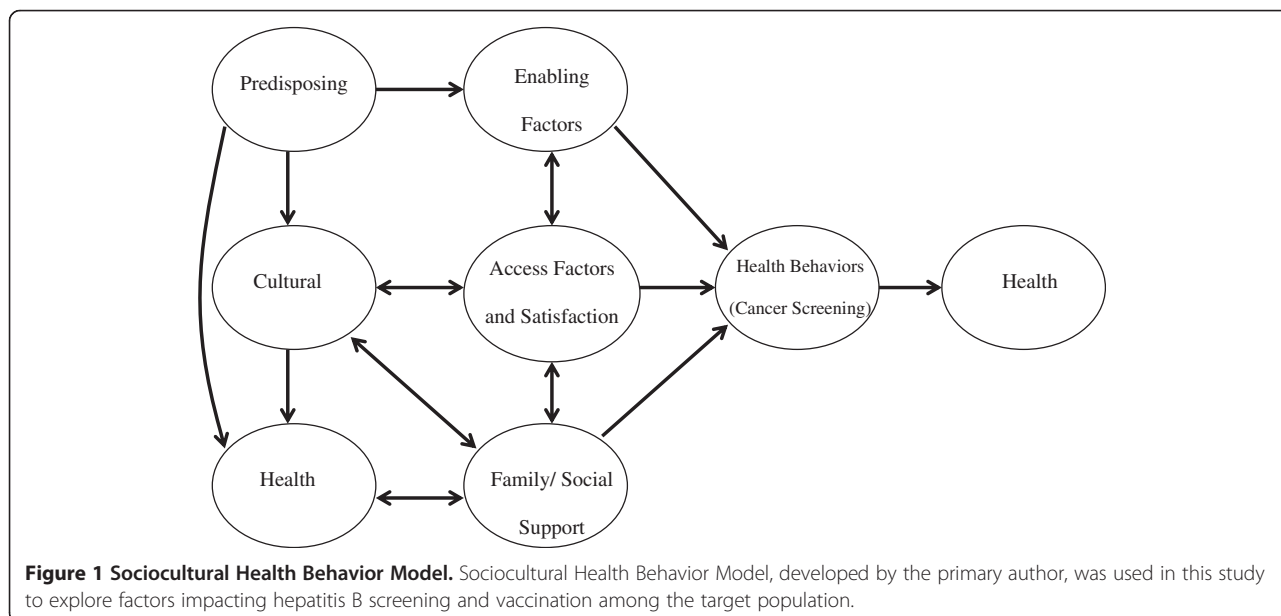 Predisposing
Enabling
Factors
Cultural
Access Factors
and Satisfaction
Health Behaviors
(Cancer Screening)
Health
Health
Family/ Social
Support
Figure 1 Sociocultural Health Behavior Model. Sociocultural Health Behavior Model, developed by the primary author, was used in this study
to explore factors impacting hepatitis B screening and vaccination among the target population.